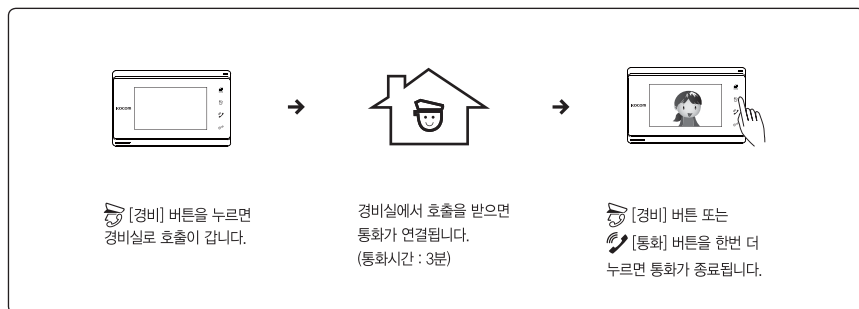 KOCOM
KOCOM
[경비] 버튼을 누르면
경비실로 호출이 갑니다.
경비실에서 호출을 받으면
통화가 연결됩니다.
(통화시간 : 3분)
[경비] 버튼 또는
[통화] 버튼을 한번 더
누르면 통화가 종료됩니다.